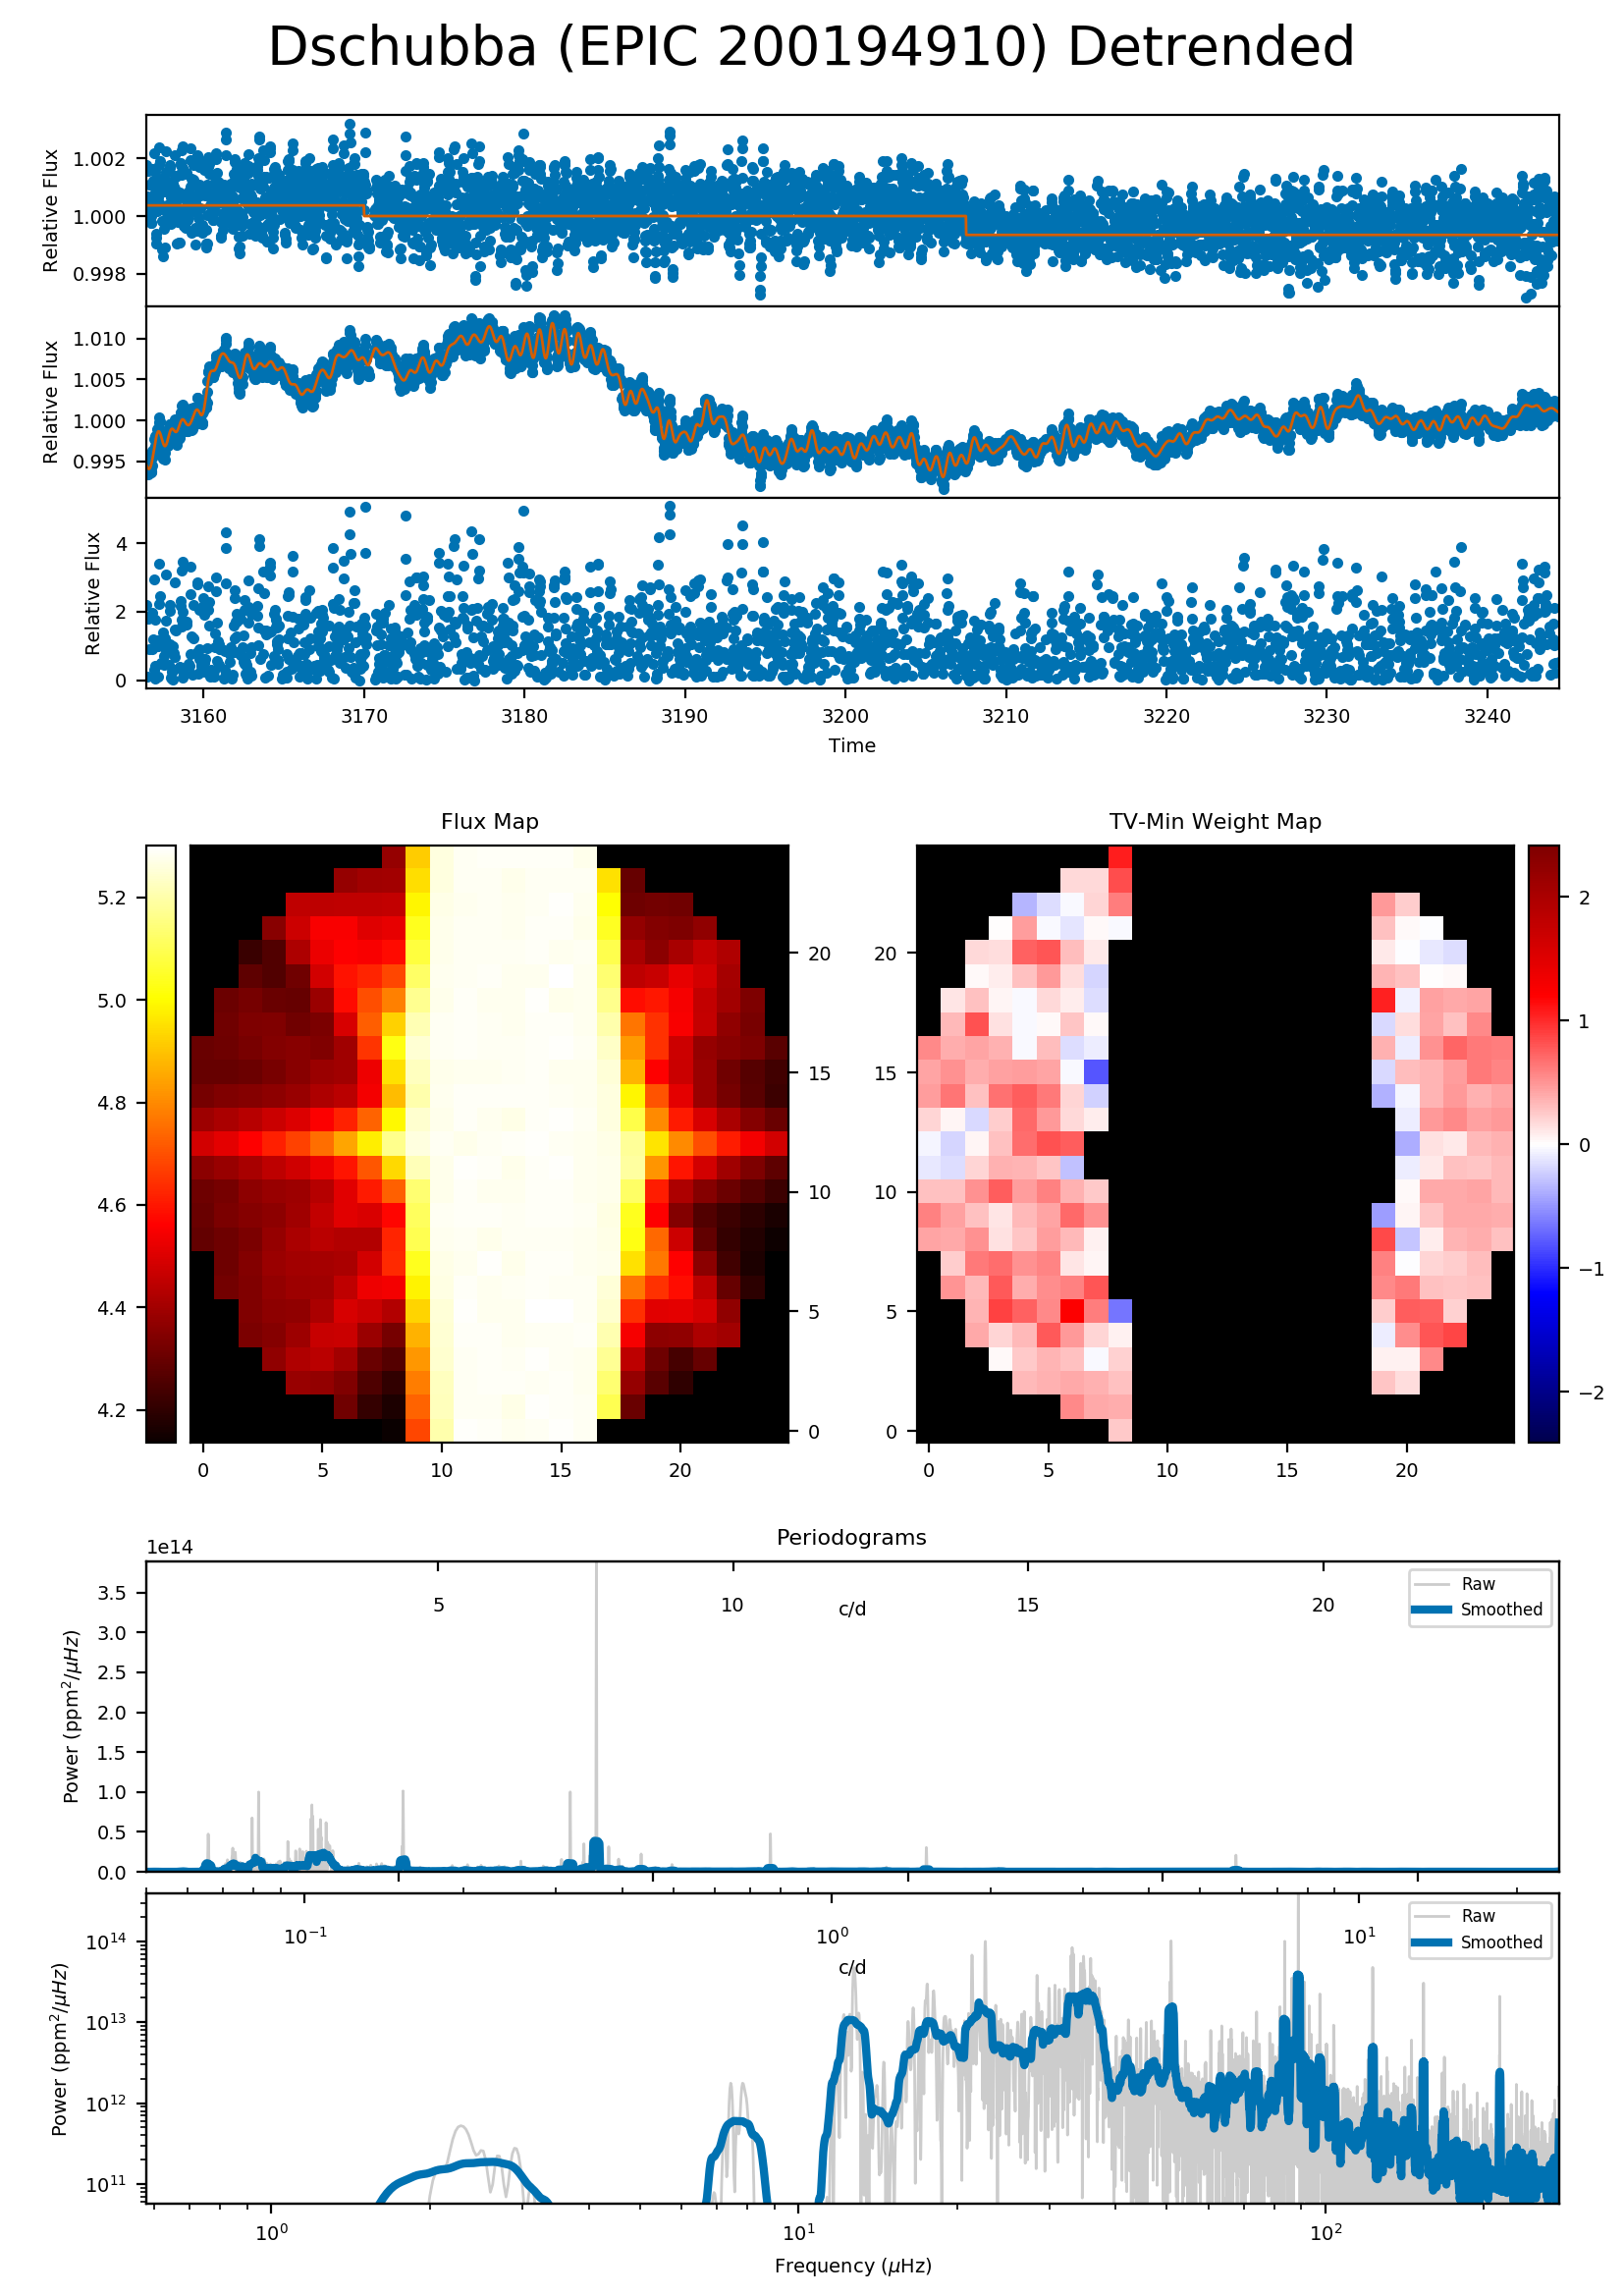 Dschubba (EPIC 200194910) Detrended
Relative Flux
1.002
1.000
0.998
Relative Flux
1.010
1.005
1.000
0.995
Relative Flux
4
2
0
3160 3170 3180 3190 3200 3210 3220 3230 3240
Time
Flux Map
5.2
5.0
4.8
4.6
4.4
4.2
20
15
10
5
0
0 5 10 15 20
TV-Min Weight Map
20
15
10
5
0
0 5 10 15 20
2
1
0
−1
−2
Periodograms
1e14
Power (ppm²/μHz)
3.5
3.0
2.5
2.0
1.5
1.0
0.5
0.0
5 10 15 20
c/d
Raw
Smoothed
Power (ppm²/μHz)
10¹⁴
10¹³
10¹²
10¹¹
10⁻¹ 10⁰ 10¹
c/d
Raw
Smoothed
10⁰ 10¹ 10²
Frequency (μHz)